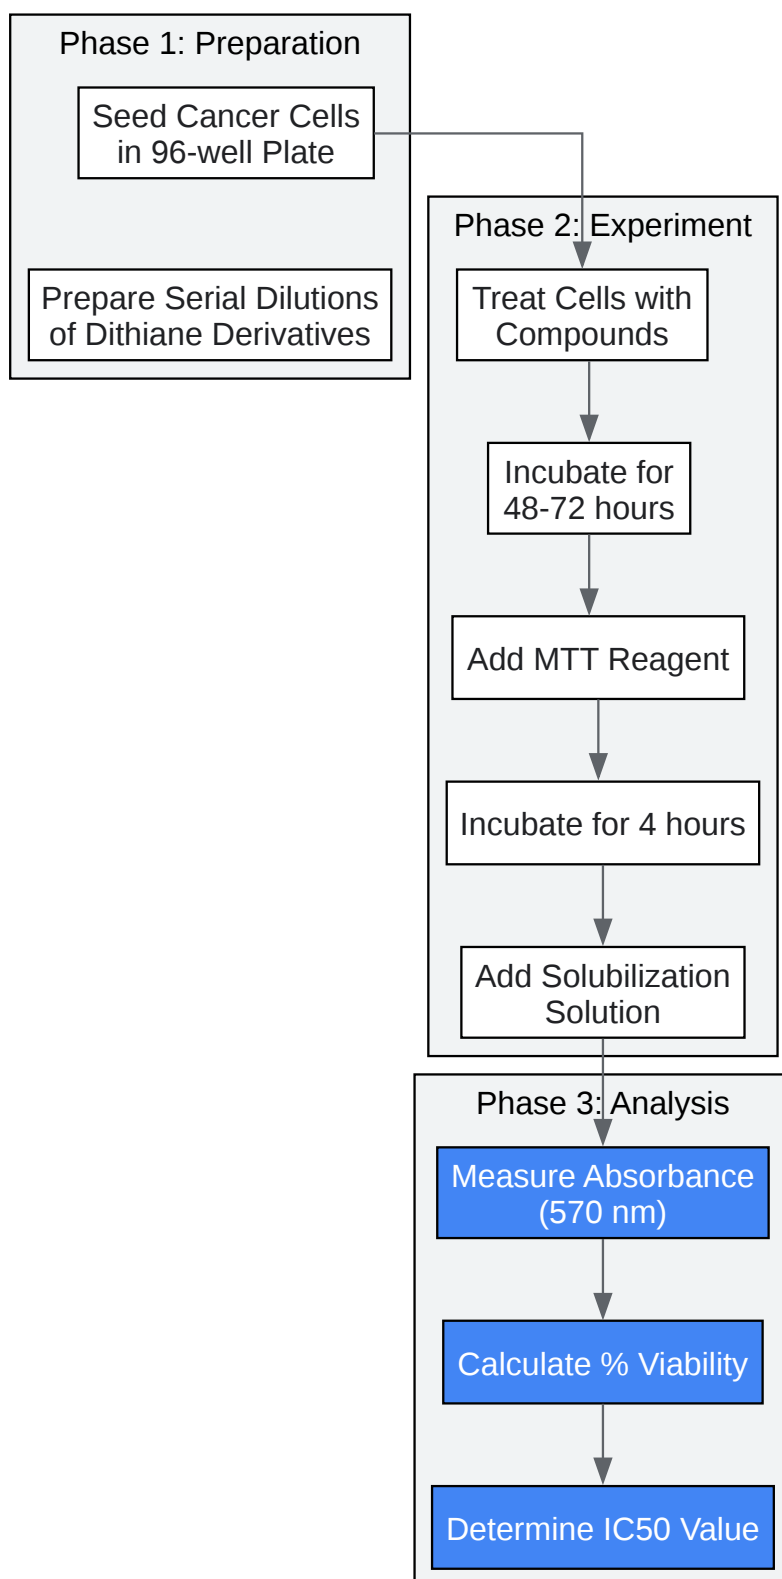 Phase 1: Preparation
Seed Cancer Cells
in 96-well Plate
Prepare Serial Dilutions
of Dithiane Derivatives
Phase 2: Experiment
Treat Cells with
Compounds
Incubate for
48-72 hours
Add MTT Reagent
Incubate for 4 hours
Add Solubilization
Solution
Phase 3: Analysis
Measure Absorbance
(570 nm)
Calculate % Viability
Determine IC50 Value